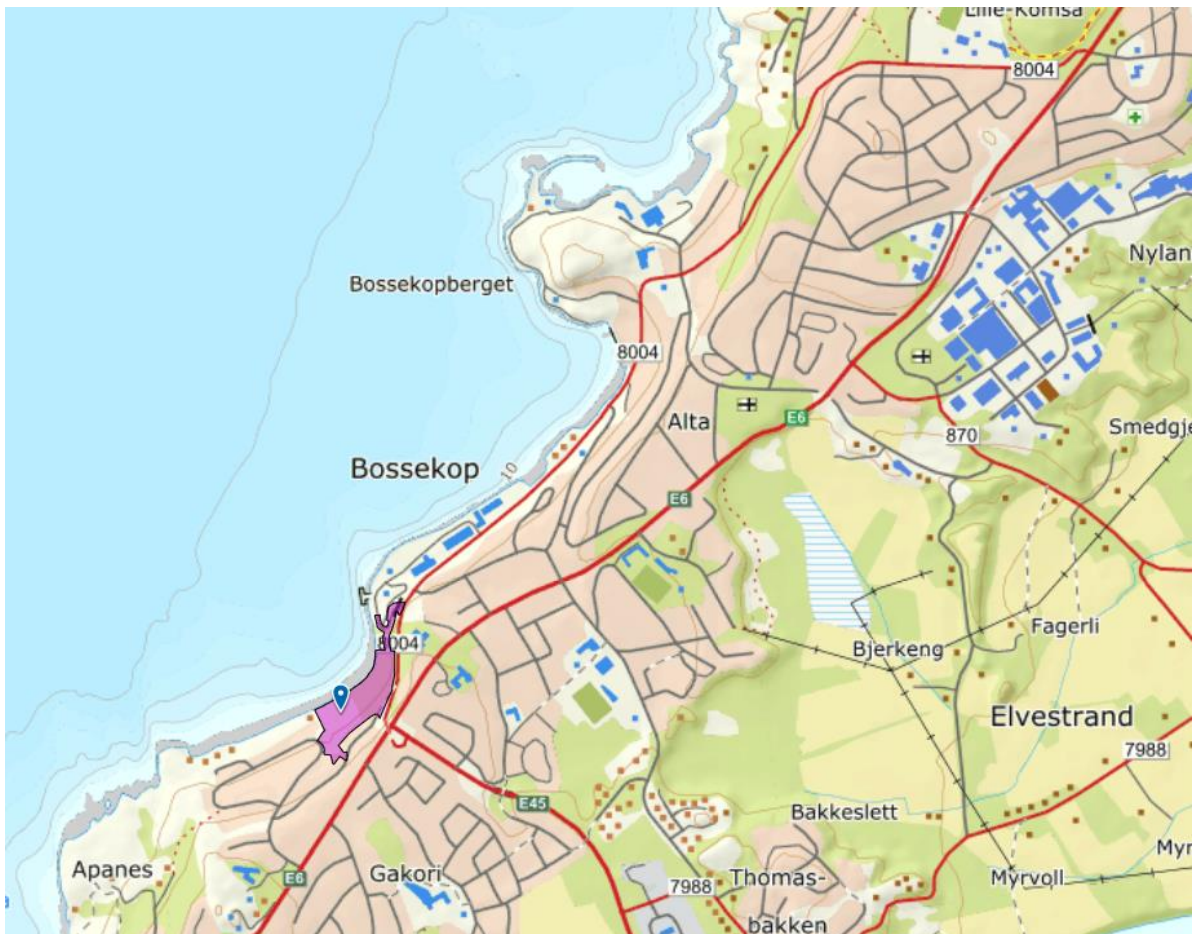 Lille-Komsa
8004
Nylan
Bossekopberget
8004
Alta
E6
870
Smedgje
Bossekop
10
E6
8004
Bjerkeng
Fagerli
Elvestrand
7988
E45
Bakkeslett
Apanes
E6
Gakori
7988
Thomas-
bakken
Myrvoll
Myr